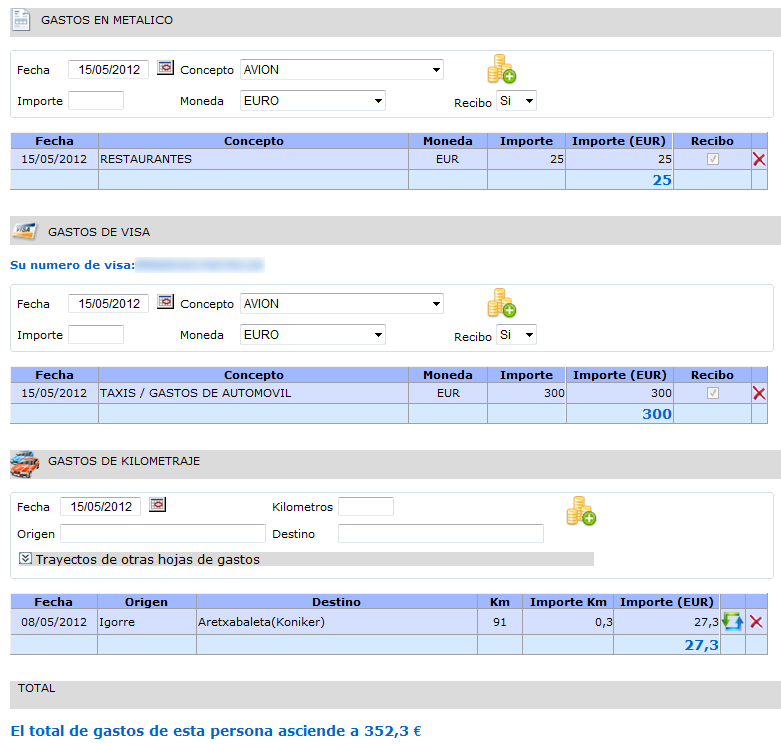 GASTOS EN METALICO
Fecha 15/05/2012 Concepto AVION
Importe Moneda EURO Recibo Si
Fecha Concepto Moneda Importe Importe (EUR) Recibo
15/05/2012 RESTAURANTES EUR 25 25
25
VISA GASTOS DE VISA
Su numero de visa:
Fecha 15/05/2012 Concepto AVION
Importe Moneda EURO Recibo Si
Fecha Concepto Moneda Importe Importe (EUR) Recibo
15/05/2012 TAXIS / GASTOS DE AUTOMOVIL EUR 300 300
300
GASTOS DE KILOMETRAJE
Fecha 15/05/2012 Kilometros
Origen Destino
Trayectos de otras hojas de gastos
Fecha Origen Destino Km Importe Km Importe (EUR)
08/05/2012 Igorre Aretxabaleta(Koniker) 91 0,3 27,3
27,3
TOTAL
El total de gastos de esta persona asciende a 352,3 €